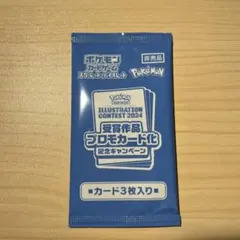 ポケモン
カードゲーム
スカーレット&バイオレット
非売品
Pokémon
Pokémon
ILLUSTRATION
CONTEST 2024
受賞作品
プロモカード化
記念キャンペーン
■カード3枚入り■